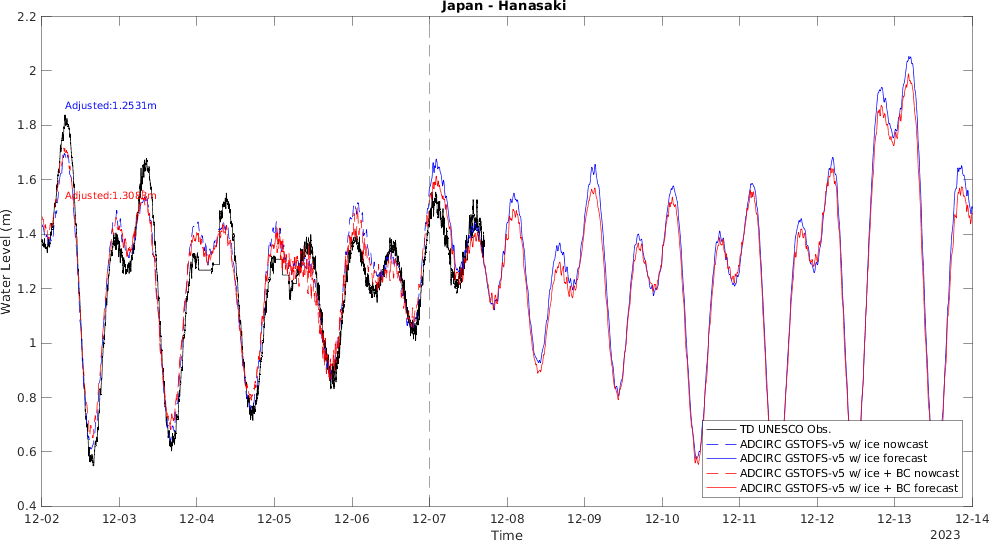 Japan - Hanasaki
2.2
2
1.8
1.6
1.4
1.2
1
0.8
0.6
0.4
Water Level (m)
Adjusted:1.2531m
TD UNESCO Obs.
ADCIRC GSTOFS-v5 w/ ice nowcast
ADCIRC GSTOFS-v5 w/ ice forecast
ADCIRC GSTOFS-v5 w/ ice + BC nowcast
ADCIRC GSTOFS-v5 w/ ice + BC forecast
12-02 12-03 12-04 12-05 12-06 12-07 12-08 12-09 12-10 12-11 12-12 12-13 12-14
Time
2023